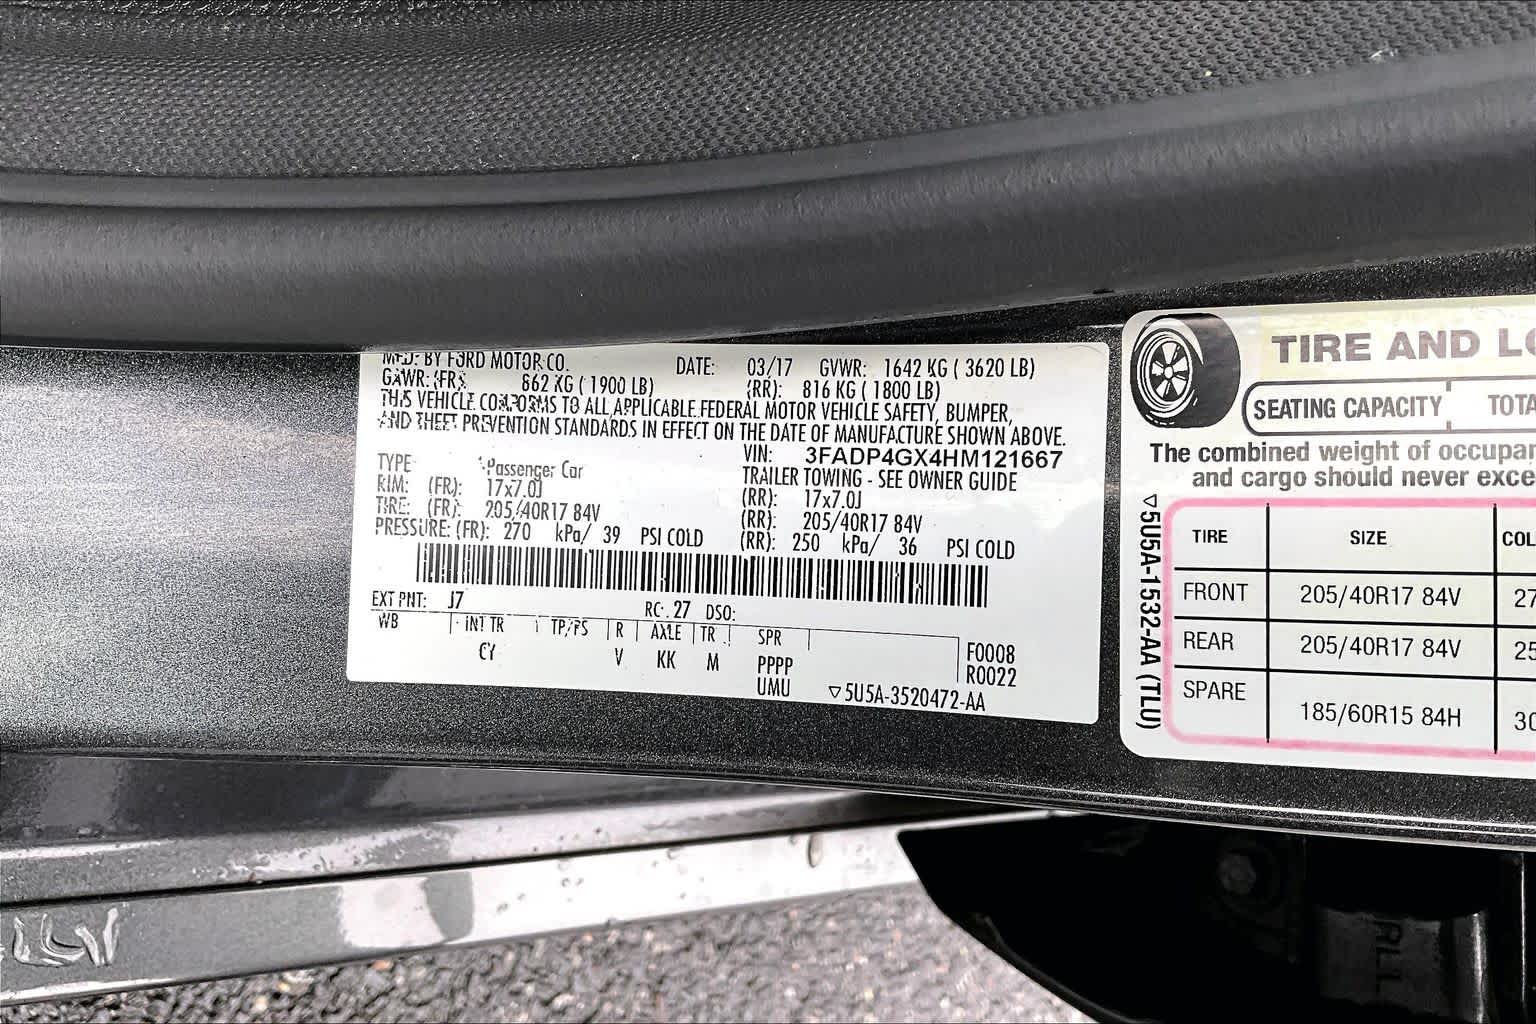 MFD. BY FORD MOTOR CO. DATE: 03/17 GVWR: 1642 KG ( 3620 LB)
GAWR: (FR): 862 KG ( 1900 LB) (RR): 816 KG ( 1800 LB)
THIS VEHICLE CONFORMS TO ALL APPLICABLE FEDERAL MOTOR VEHICLE SAFETY, BUMPER,
AND THEFT PREVENTION STANDARDS IN EFFECT ON THE DATE OF MANUFACTURE SHOWN ABOVE.
VIN: 3FADP4GX4HM121667
TYPE: Passenger Car TRAILER TOWING - SEE OWNER GUIDE
RIM: (FR): 17x7.0J (RR): 17x7.0J
TIRE: (FR): 205/40R17 84V (RR): 205/40R17 84V
PRESSURE: (FR): 270 kPa/ 39 PSI COLD (RR): 250 kPa/ 36 PSI COLD
EXT PNT: J7 RC: 27 DSO:
WB INT TR TP/PS R AXLE TR SPR
CY V KK M PPPP
UMU
F0008
R0022
▽5U5A-3520472-AA
TIRE AND LO
SEATING CAPACITY TOTA
The combined weight of occupan
and cargo should never excee
▽5U5A-1532-AA (TLU)
TIRE SIZE COL
FRONT 205/40R17 84V 27
REAR 205/40R17 84V 25
SPARE 185/60R15 84H 30